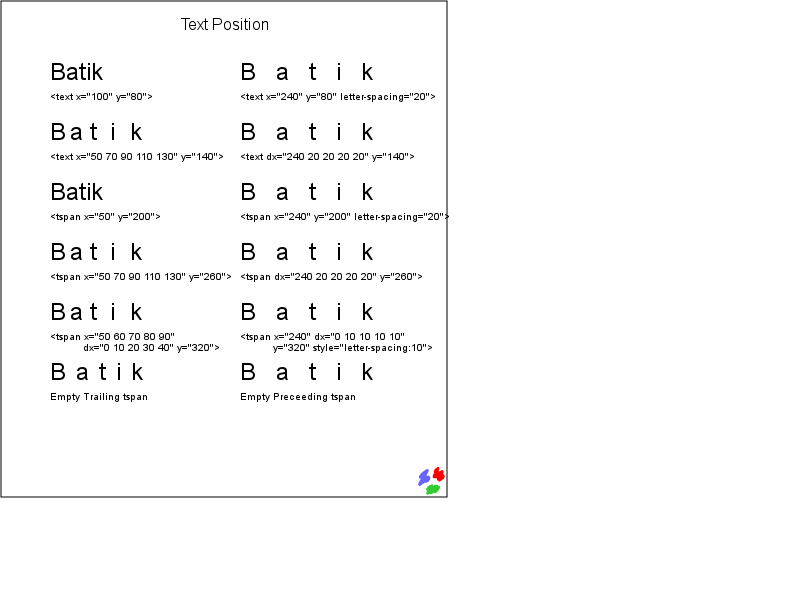 Text Position
Batik
B a t i k
<text x="100" y="80">
<text x="240" y="80" letter-spacing="20">
B a t i k
B a t i k
<text x="50 70 90 110 130" y="140">
<text dx="240 20 20 20 20" y="140">
Batik
B a t i k
<tspan x="50" y="200">
<tspan x="240" y="200" letter-spacing="20">
B a t i k
B a t i k
<tspan x="50 70 90 110 130" y="260">
<tspan dx="240 20 20 20 20" y="260">
B a t i k
B a t i k
<tspan x="50 60 70 80 90"
dx="0 10 20 30 40" y="320">
<tspan x="240" dx="0 10 10 10 10"
y="320" style="letter-spacing:10">
B a t i k
B a t i k
Empty Trailing tspan
Empty Preceeding tspan